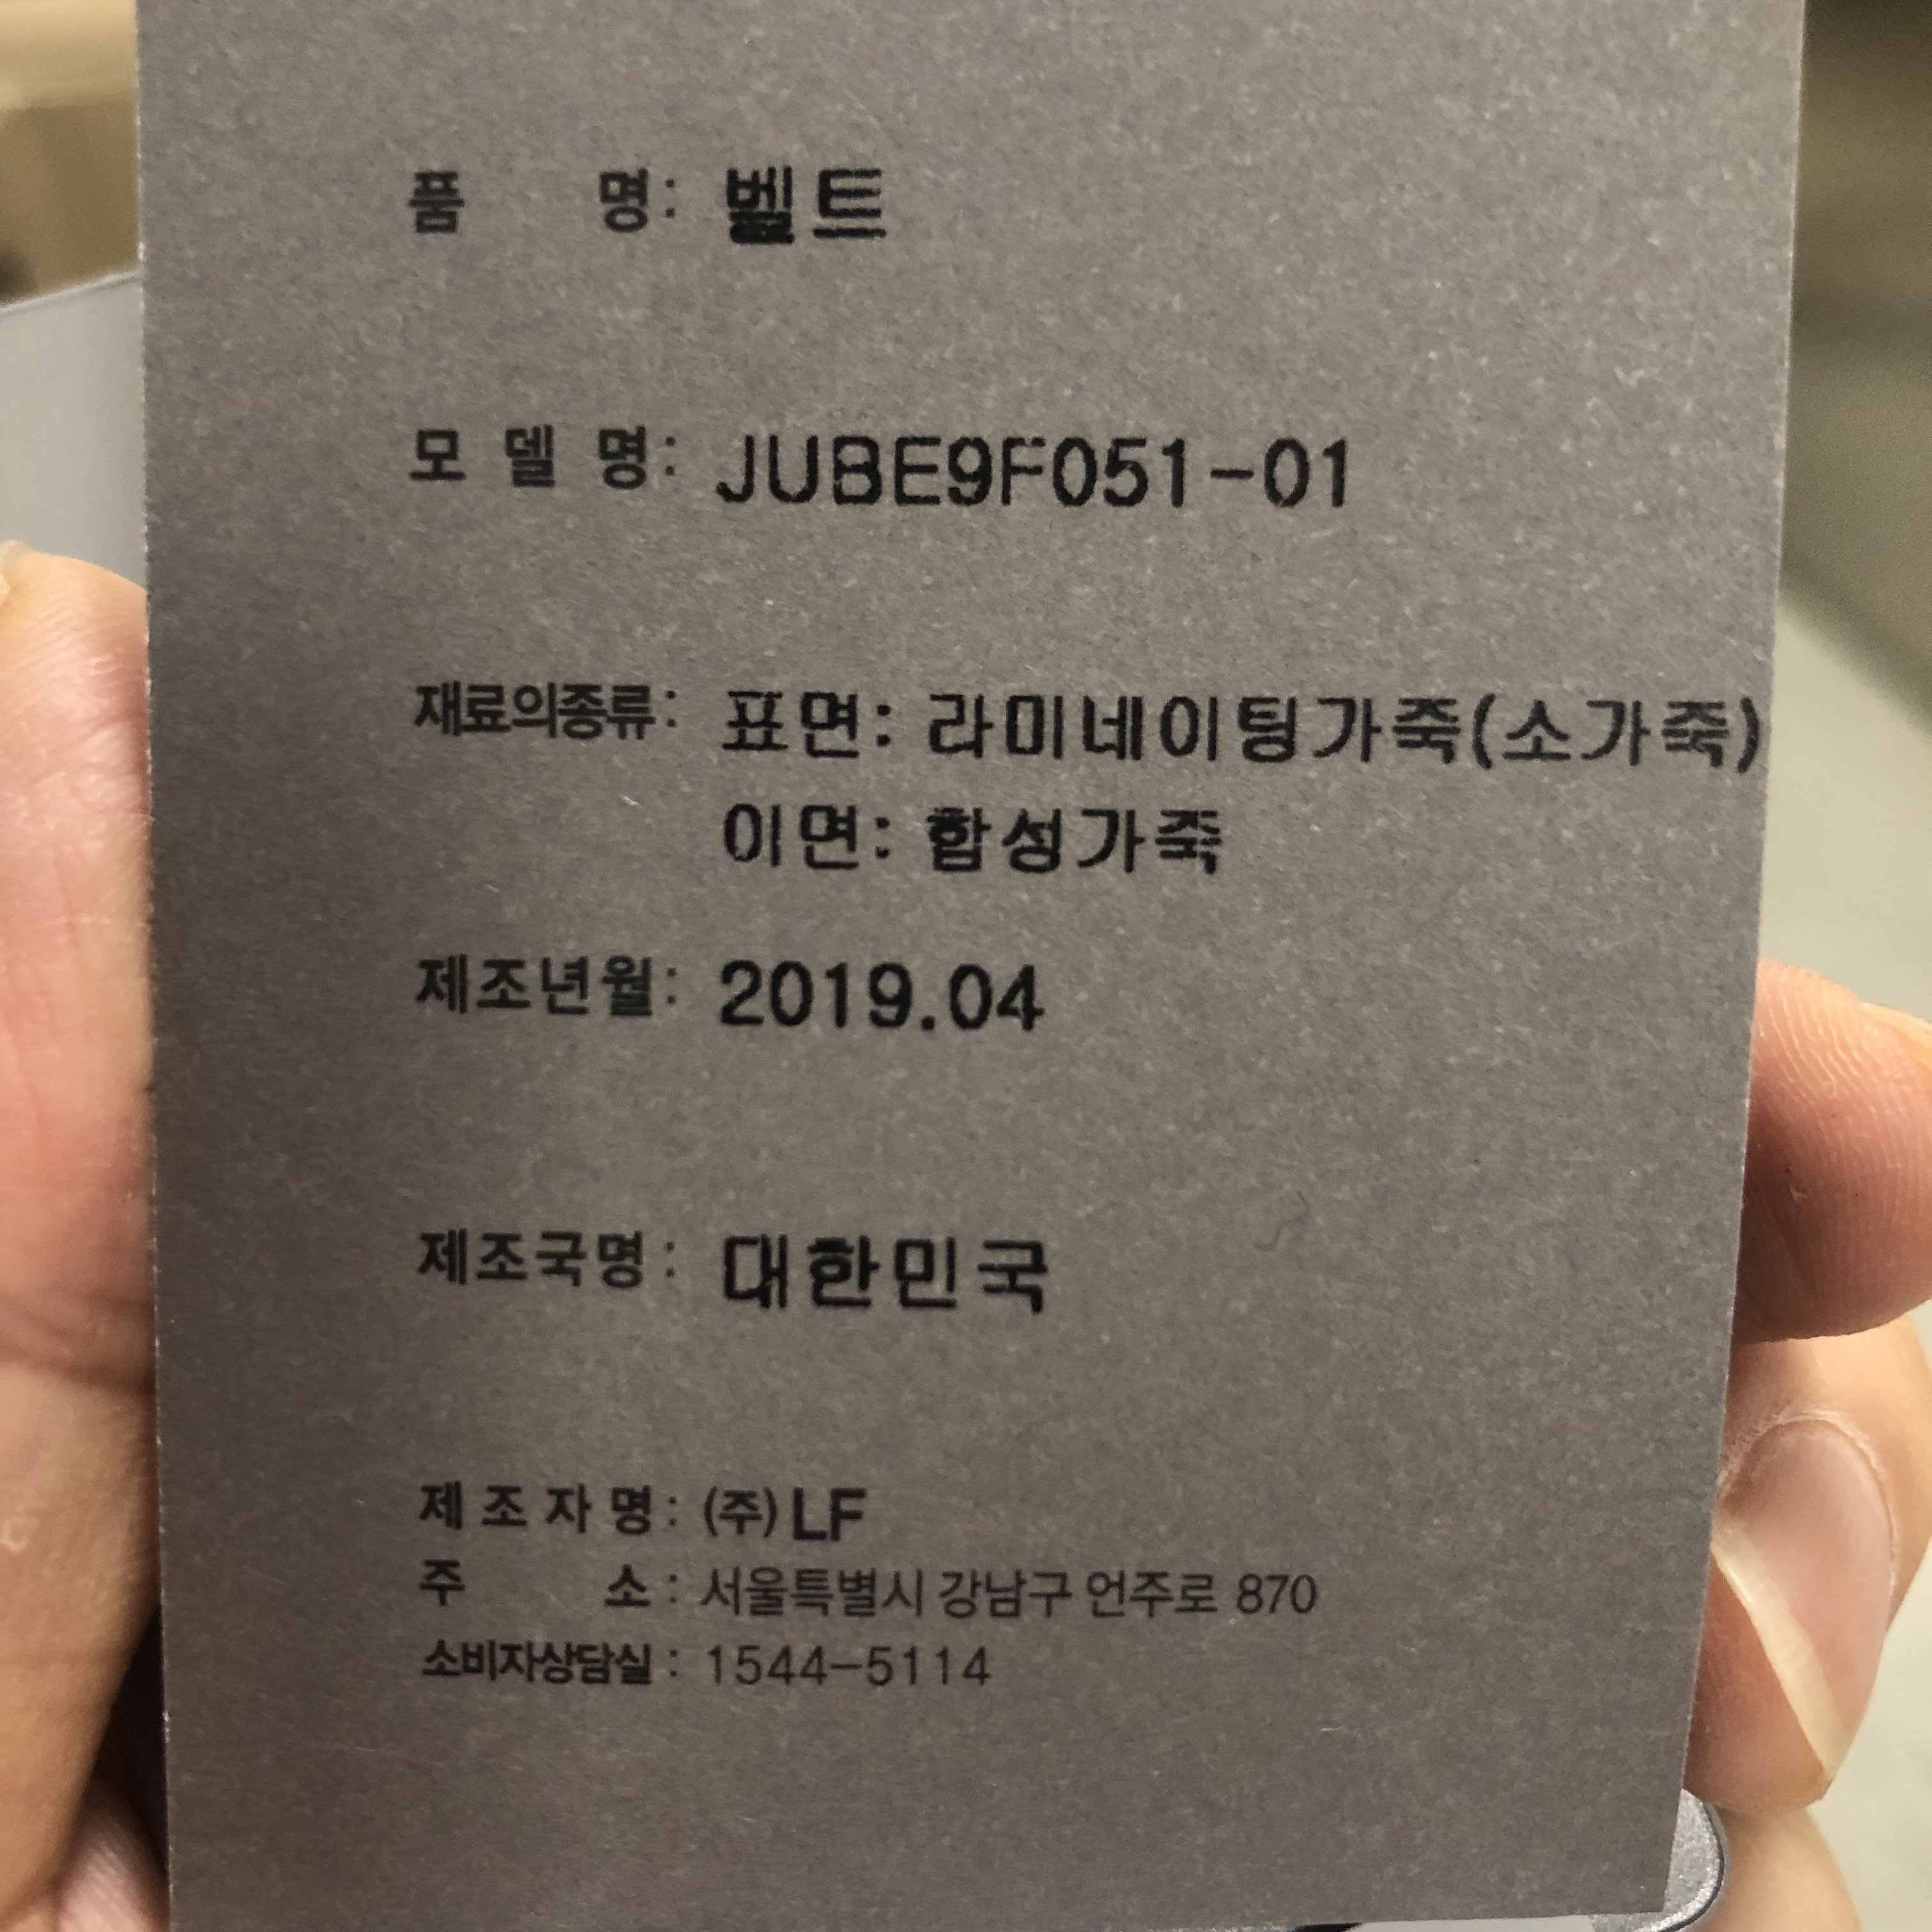 품 명: 벨트
모 델 명: JUBE9F051-01
재료의종류: 표면: 라미네이팅가죽(소가죽)
이면: 합성가죽
제조년월: 2019.04
제조국명: 대한민국
제 조 자 명: (주)LF
주 소: 서울특별시 강남구 언주로 870
소비자상담실: 1544-5114